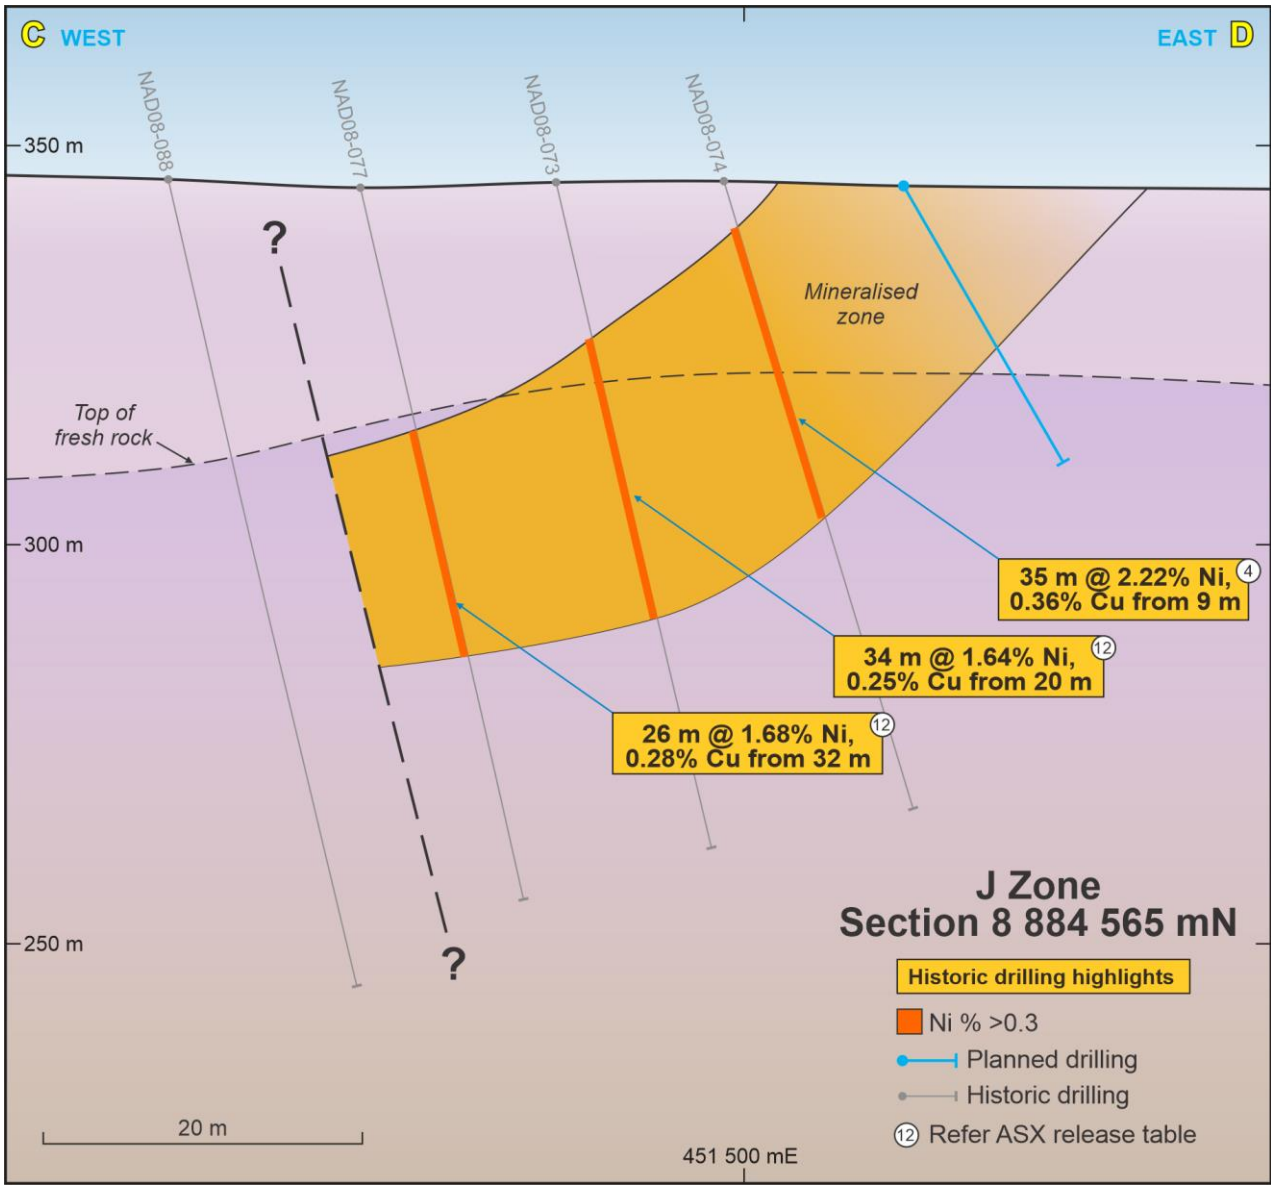 C WEST
EAST D
NAD08-088
NAD08-077
NAD08-073
NAD08-074
350 m
?
Mineralised
zone
Top of
fresh rock
300 m
35 m @ 2.22% Ni,
0.36% Cu from 9 m
4
34 m @ 1.64% Ni,
0.25% Cu from 20 m
12
26 m @ 1.68% Ni,
0.28% Cu from 32 m
12
250 m
?
J Zone
Section 8 884 565 mN
Historic drilling highlights
Ni % >0.3
Planned drilling
Historic drilling
12 Refer ASX release table
20 m
451 500 mE